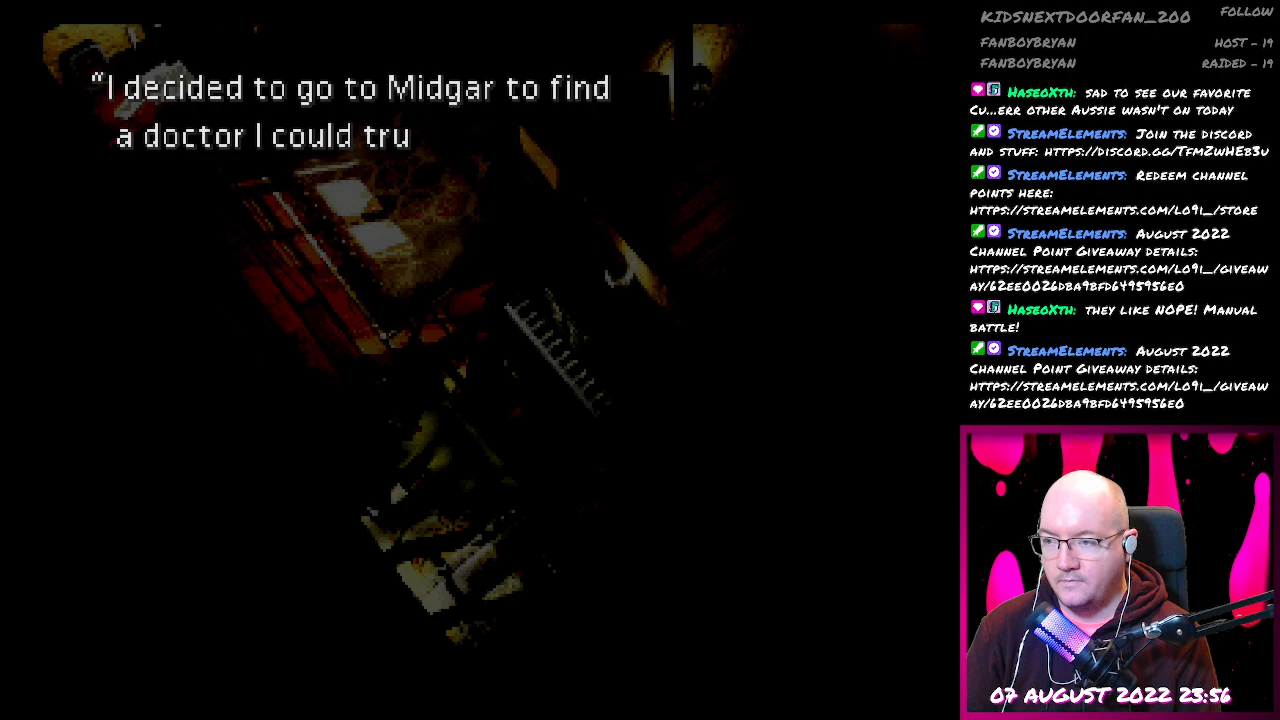 “I decided to go to Midgar to find
a doctor I could tru
KIDSNEXTDOORFAN_200 FOLLOW
FANBOYBRYAN HOST - 19
FANBOYBRYAN RAIDED - 19
HaseoXth: SAD TO SEE OUR FAVORITE
CU...ERR OTHER AUSSIE WASN'T ON TODAY
StreamElements: JOIN THE DISCORD
AND STUFF: HTTPS://DISCORD.GG/TFMZWHEB3U
StreamElements: REDEEM CHANNEL
POINTS HERE:
HTTPS://STREAMELEMENTS.COM/LO9I_/STORE
StreamElements: AUGUST 2022
CHANNEL POINT GIVEAWAY DETAILS:
HTTPS://STREAMELEMENTS.COM/LO9I_/GIVEAW
AY/62EE0026DBA9BFD6495956E0
HaseoXth: THEY LIKE NOPE! MANUAL
BATTLE!
StreamElements: AUGUST 2022
CHANNEL POINT GIVEAWAY DETAILS:
HTTPS://STREAMELEMENTS.COM/LO9I_/GIVEAW
AY/62EE0026DBA9BFD6495956E0
07 AUGUST 2022 23:56